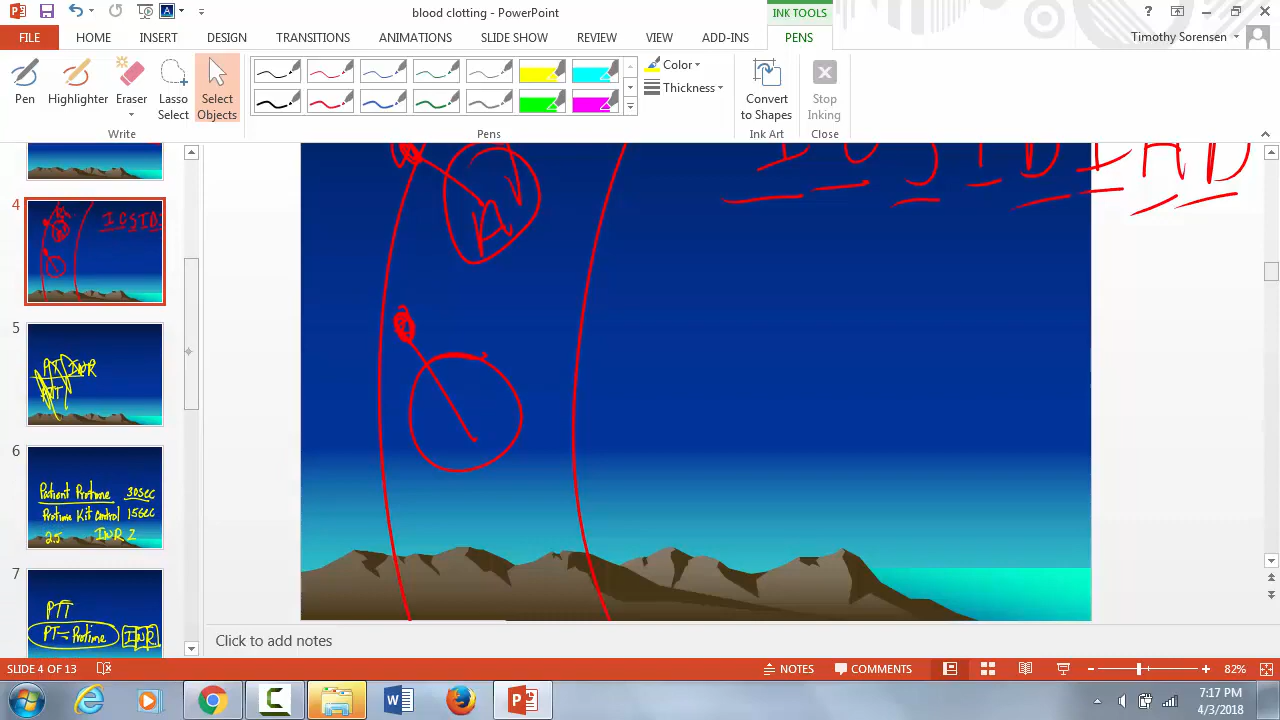 blood clotting - PowerPoint
INK TOOLS
FILE HOME INSERT DESIGN TRANSITIONS ANIMATIONS SLIDE SHOW REVIEW VIEW ADD-INS PENS
Timothy Sorensen
Pen Highlighter Eraser Lasso Select Select Objects
Color
Thickness
Convert to Shapes
Stop Inking
Write Pens Ink Art Close
4
5
INR
6
Patient Protime 30SEC
Protime Kit Control 15SEC
2.5 INR 2
7
PTT
PT - Protime INR
Click to add notes
SLIDE 4 OF 13 NOTES COMMENTS 82%
7:17 PM
4/3/2018